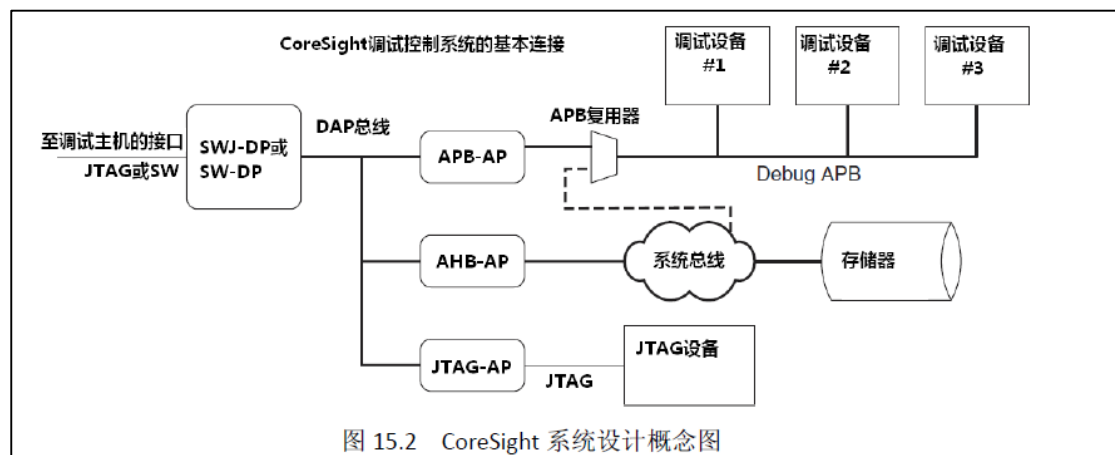 CoreSight调试控制系统的基本连接
调试设备
#1
调试设备
#2
调试设备
#3
至调试主机的接口
JTAG或SW
SWJ-DP或
SW-DP
DAP总线
APB-AP
APB复用器
Debug APB
AHB-AP
系统总线
存储器
JTAG-AP
JTAG
JTAG设备
图 15.2 CoreSight 系统设计概念图